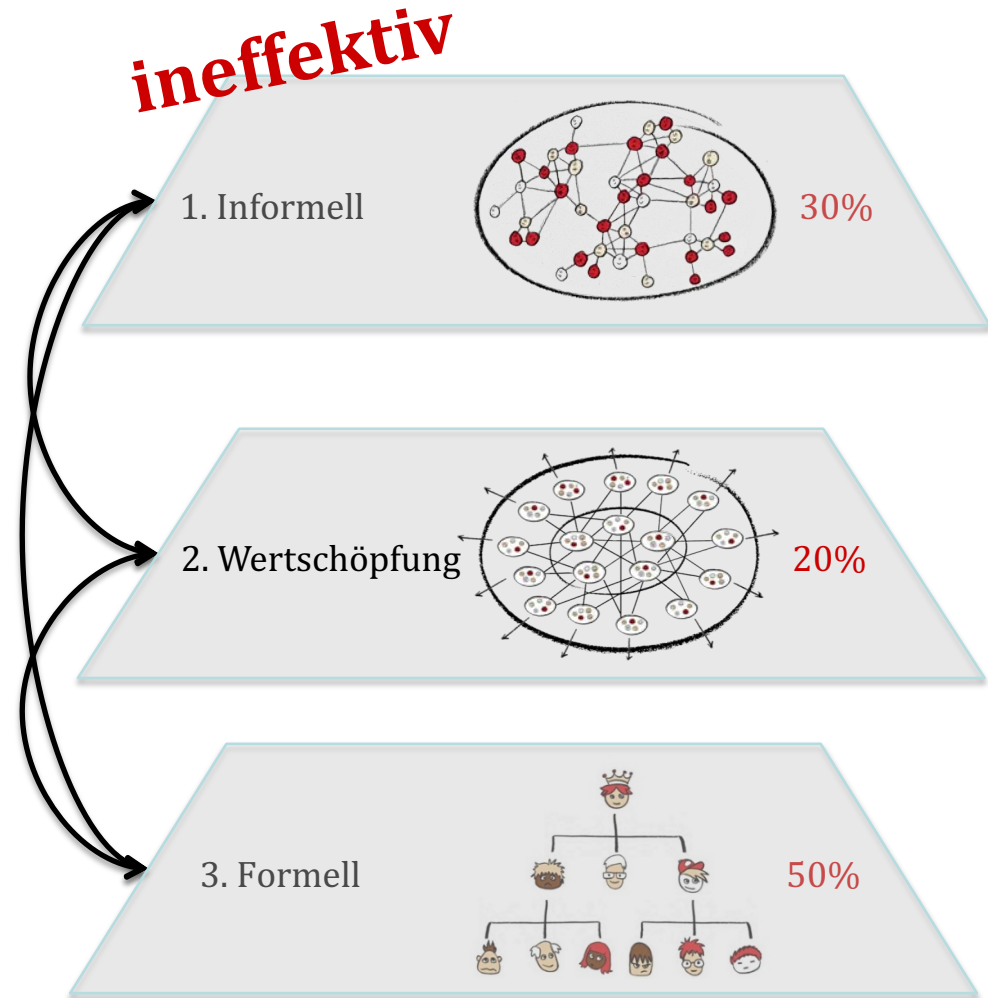 ineffektiv
1. Informell
30%
2. Wertschöpfung
20%
3. Formell
50%